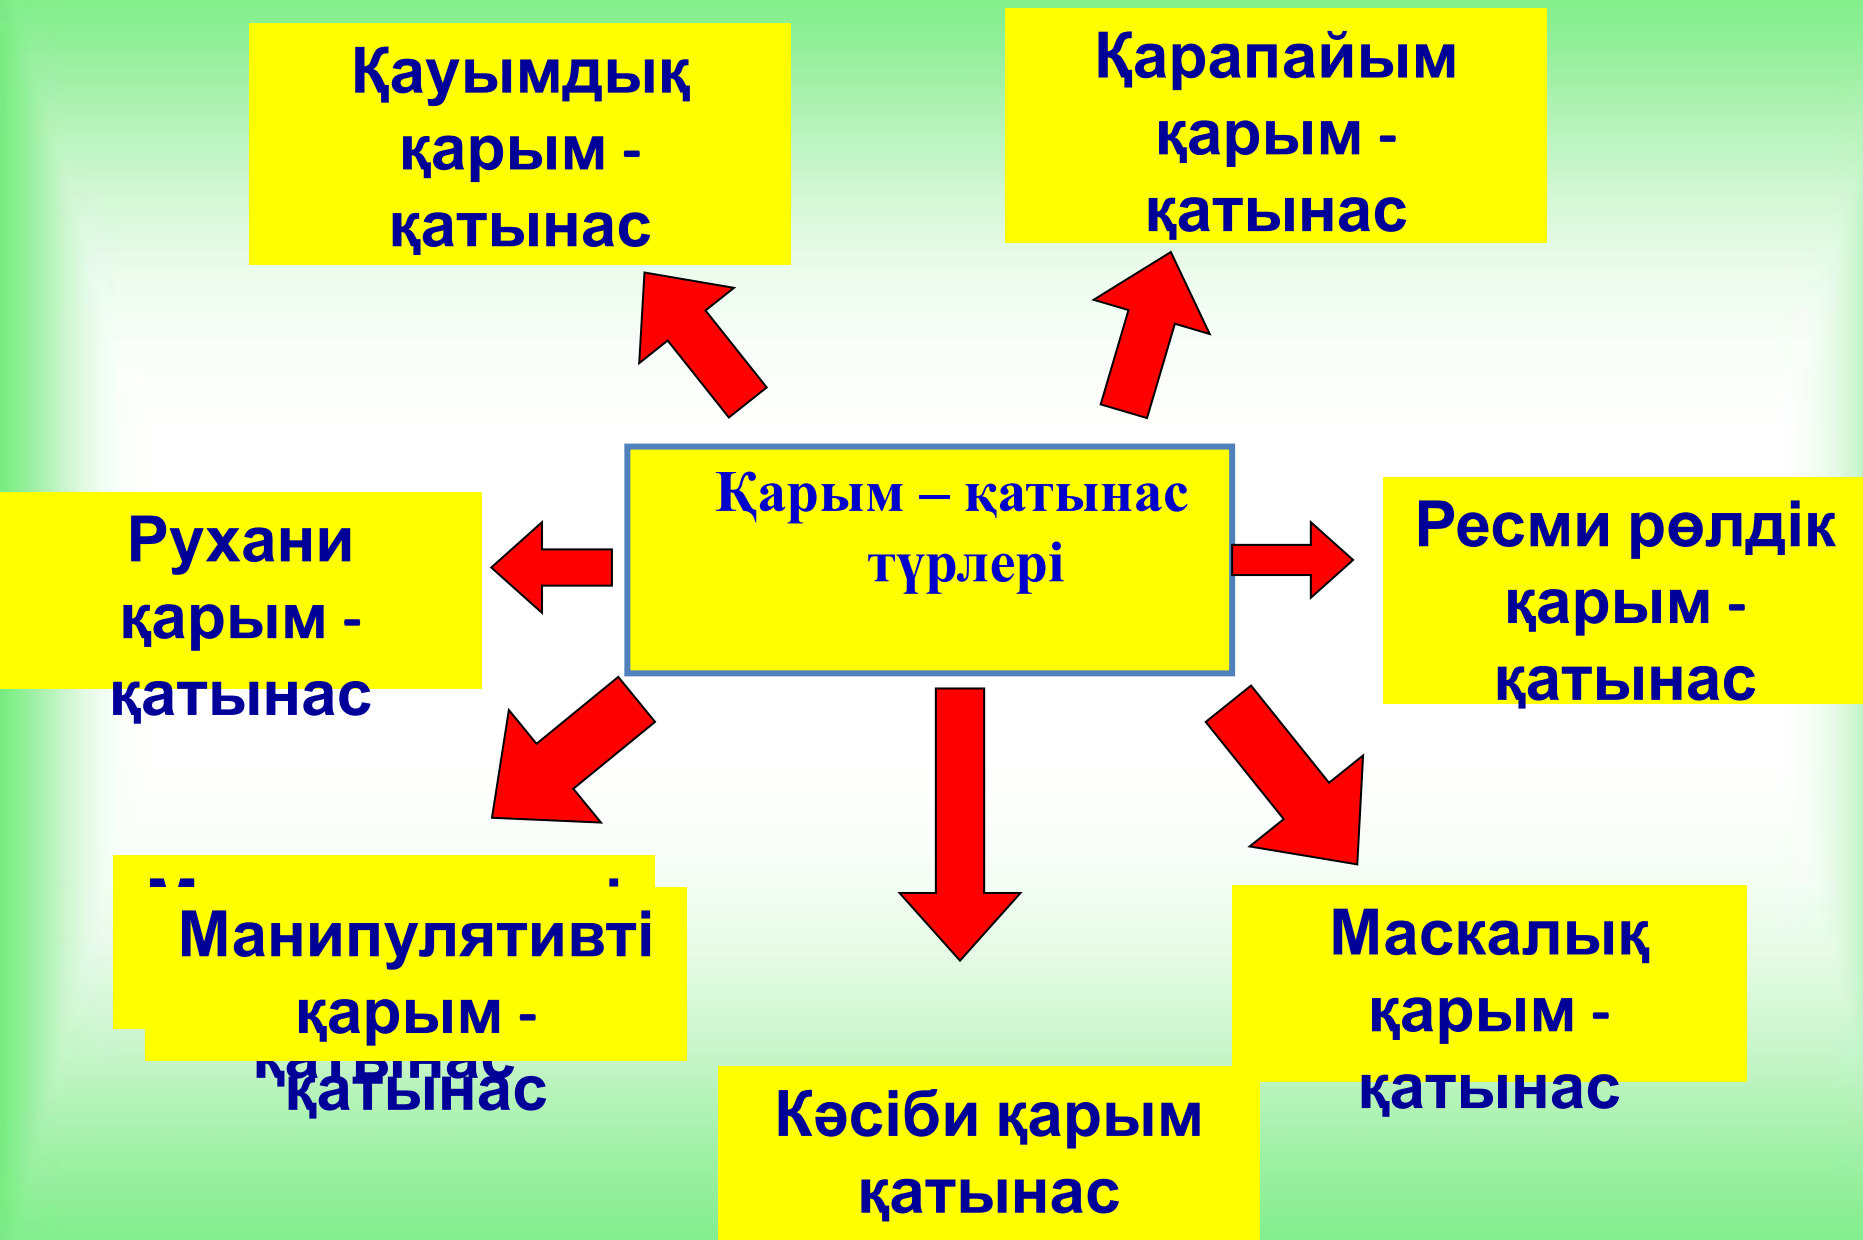 Қауымдық
қарым -
қатынас
Қарапайым
қарым -
қатынас
Қарым – қатынас
түрлері
Рухани
қарым -
қатынас
Ресми рөлдік
қарым -
қатынас
Манипулятивті
қарым -
қатынас
қатынас
Маскалық
қарым -
қатынас
Кәсіби қарым
қатынас